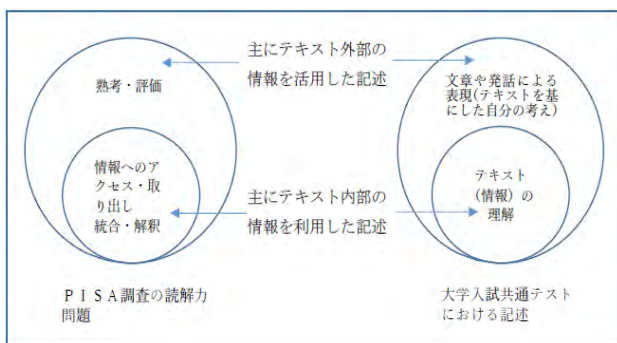 熟考・評価
情報へのア
クセス・取
り出し
統合・解釈
ＰＩＳＡ調査の読解力
問題
主にテキスト外部の
情報を活用した記述
主にテキスト内部の
情報を利用した記述
文章や発話による
表現(テキストを基
にした自分の考え)
テキスト
（情報）の
理解
大学入試共通テスト
における記述